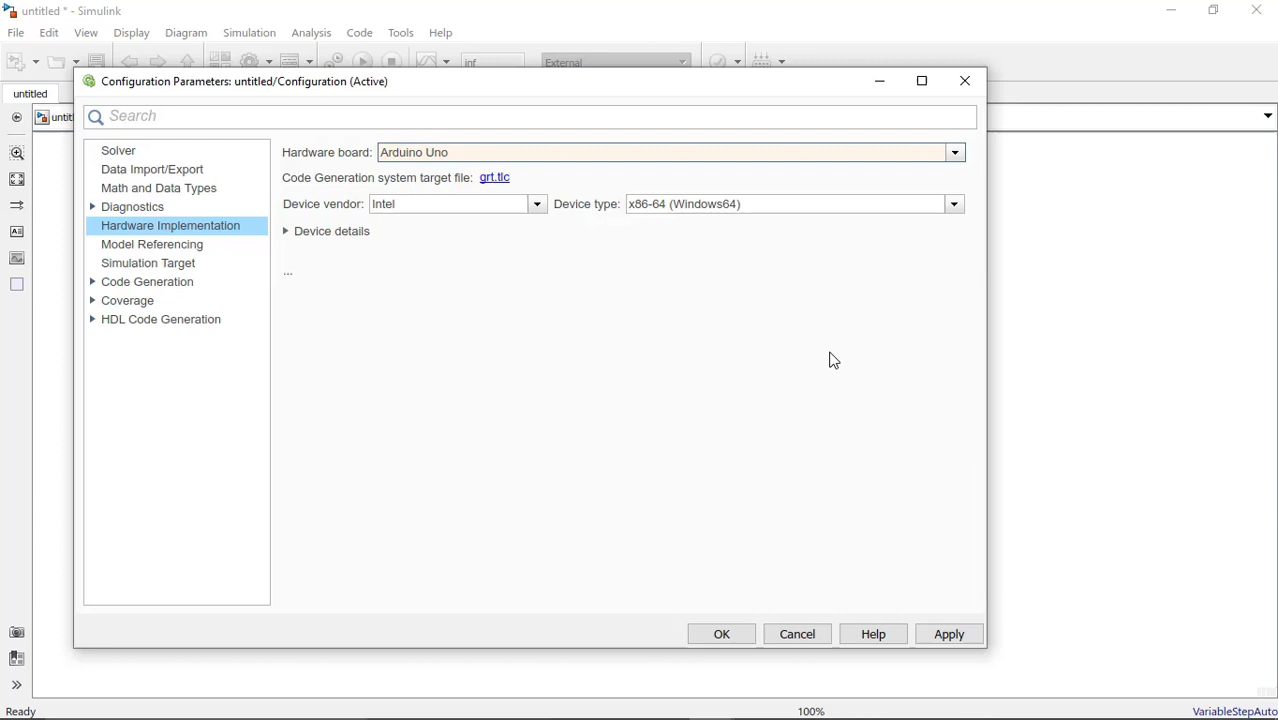 untitled * - Simulink
File Edit View Display Diagram Simulation Analysis Code Tools Help
inf External
Configuration Parameters: untitled/Configuration (Active)
untitled
Search
Solver
Data Import/Export
Math and Data Types
Diagnostics
Hardware Implementation
Model Referencing
Simulation Target
Code Generation
Coverage
HDL Code Generation
Hardware board: Arduino Uno
Code Generation system target file: grt.tlc
Device vendor: Intel Device type: x86-64 (Windows64)
Device details
...
OK Cancel Help Apply
Ready 100% VariableStepAuto